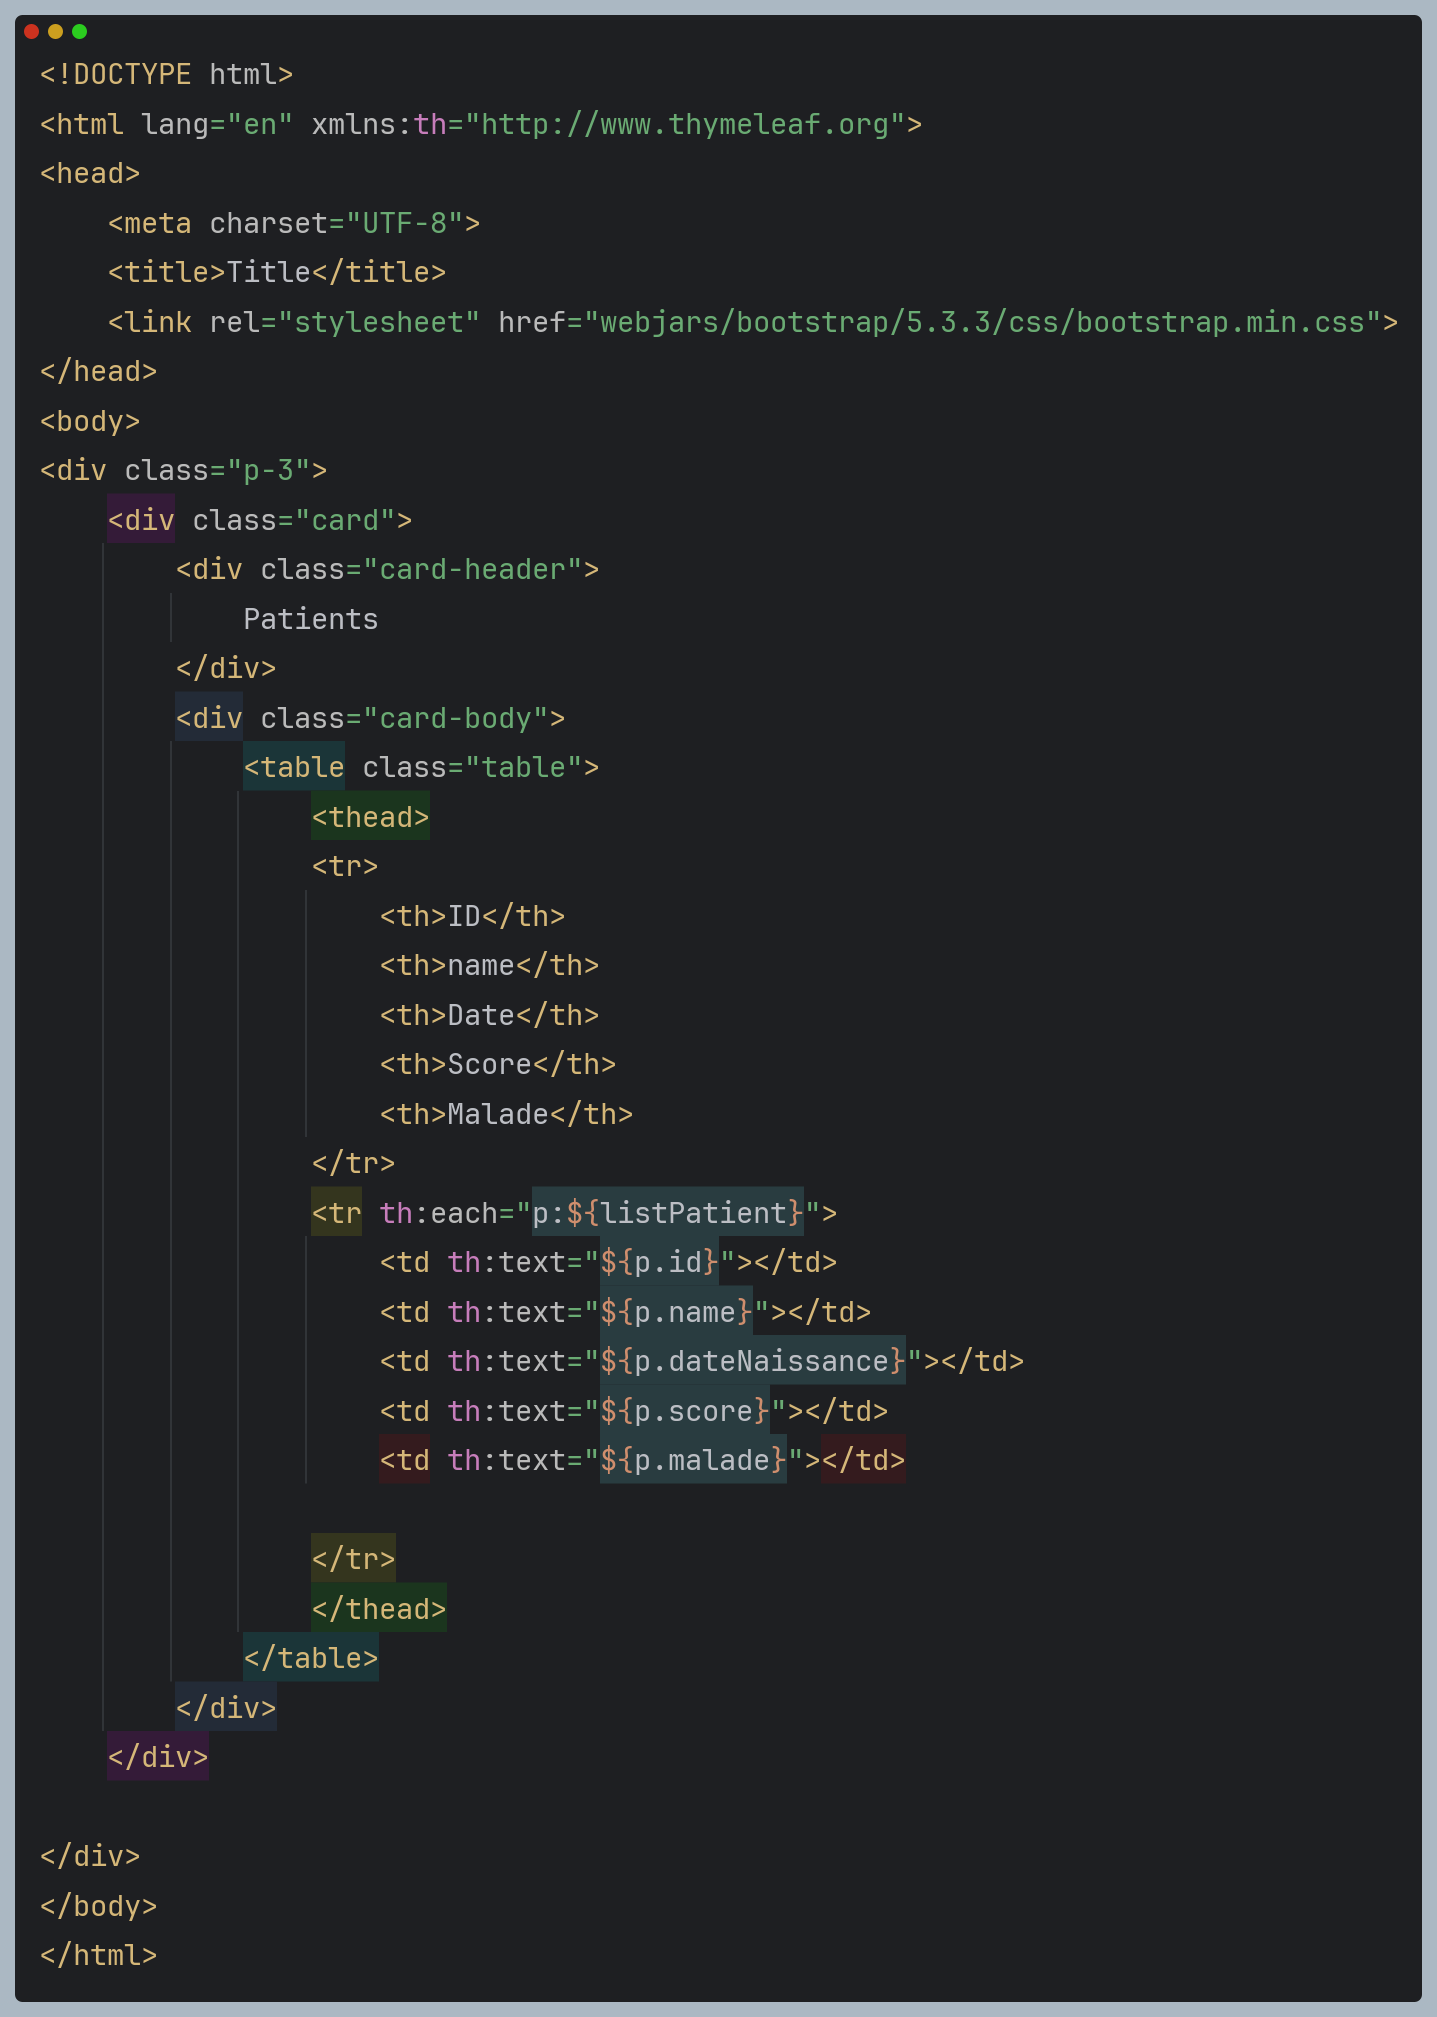 <!DOCTYPE html>
<html lang="en" xmlns:th="http://www.thymeleaf.org">
<head>
    <meta charset="UTF-8">
    <title>Title</title>
    <link rel="stylesheet" href="webjars/bootstrap/5.3.3/css/bootstrap.min.css">
</head>
<body>
<div class="p-3">
    <div class="card">
        <div class="card-header">
            Patients
        </div>
        <div class="card-body">
            <table class="table">
                <thead>
                <tr>
                    <th>ID</th>
                    <th>name</th>
                    <th>Date</th>
                    <th>Score</th>
                    <th>Malade</th>
                </tr>
                <tr th:each="p:${listPatient}">
                    <td th:text="${p.id}"></td>
                    <td th:text="${p.name}"></td>
                    <td th:text="${p.dateNaissance}"></td>
                    <td th:text="${p.score}"></td>
                    <td th:text="${p.malade}"></td>

                </tr>
                </thead>
            </table>
        </div>
    </div>

</div>
</body>
</html>